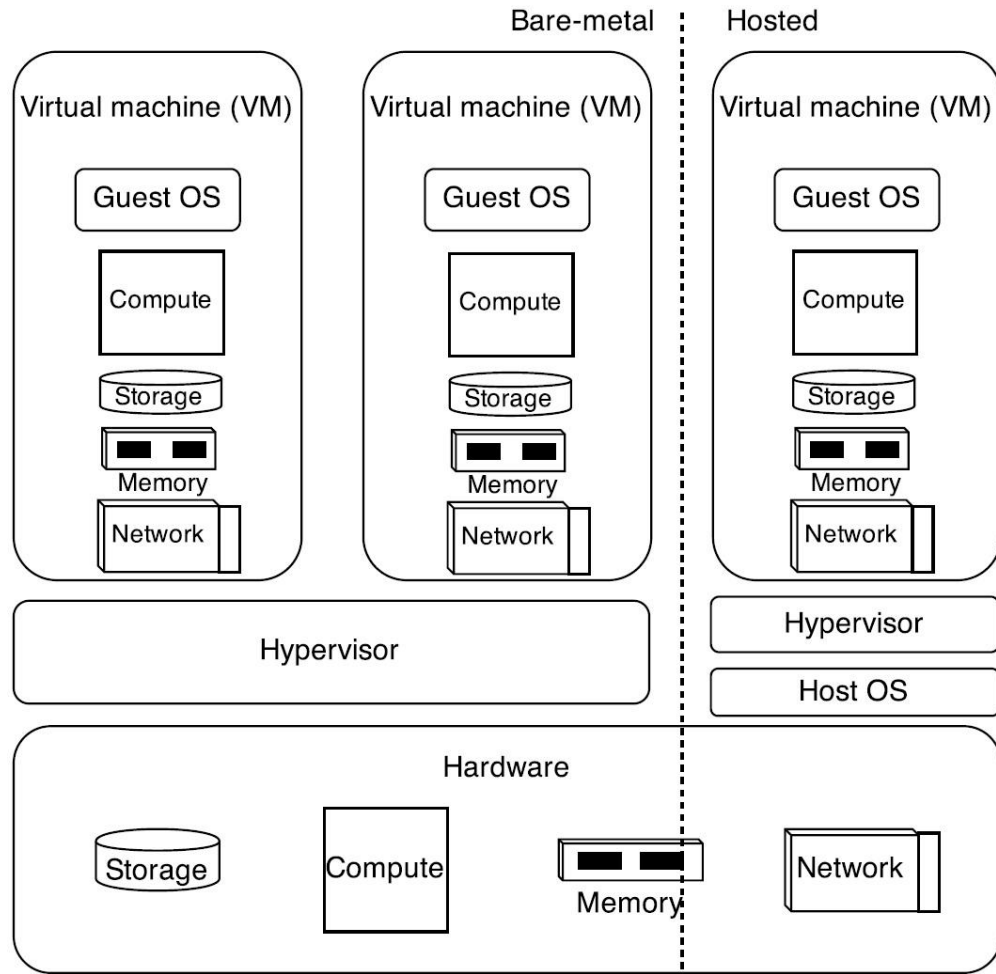 Bare-metal
Hosted
Virtual machine (VM)
Guest OS
Compute
Storage
Memory
Network
Virtual machine (VM)
Guest OS
Compute
Storage
Memory
Network
Virtual machine (VM)
Guest OS
Compute
Storage
Memory
Network
Hypervisor
Hypervisor
Host OS
Hardware
Storage
Compute
Memory
Network